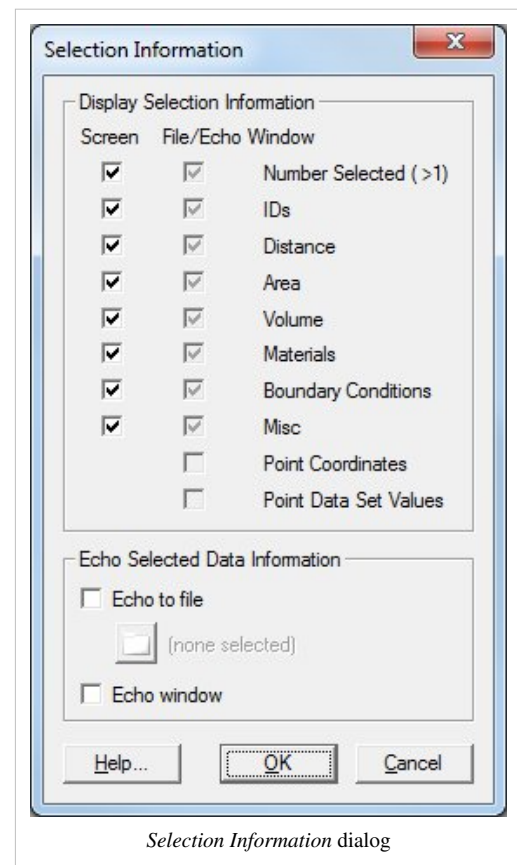 Selection Information
Display Selection Information
Screen File/Echo Window
Number Selected ( >1)
IDs
Distance
Area
Volume
Materials
Boundary Conditions
Misc
Point Coordinates
Point Data Set Values
Echo Selected Data Information
Echo to file
(none selected)
Echo window
Help... OK Cancel
Selection Information dialog